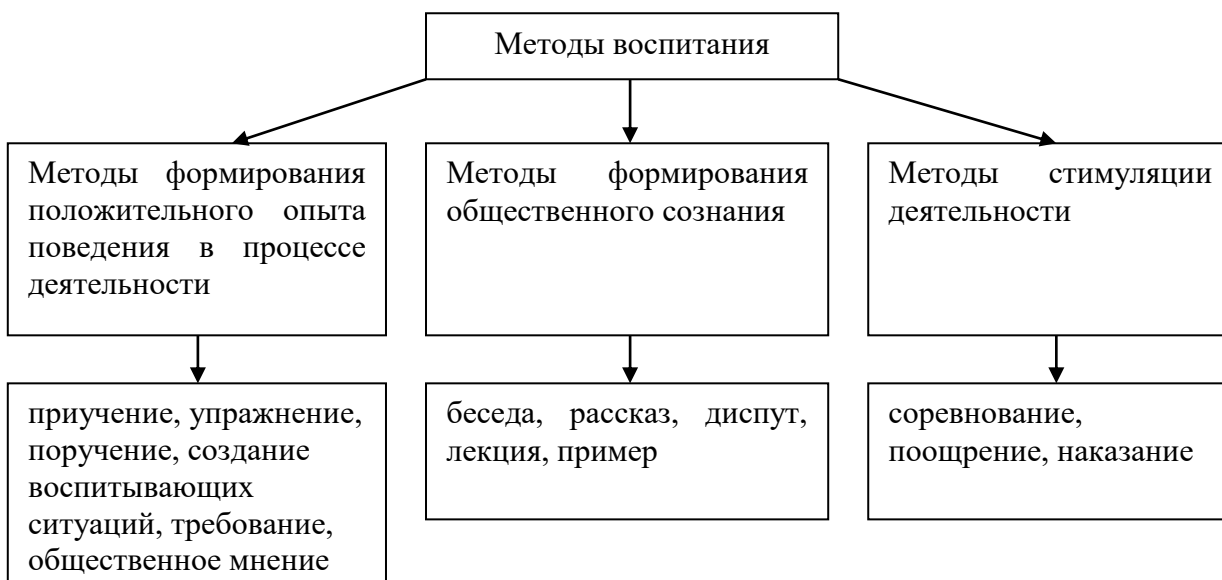 Методы воспитания
Методы формирования
положительного опыта
поведения в процессе
деятельности
Методы формирования
общественного сознания
Методы стимуляции
деятельности
приучение, упражнение,
поручение, создание
воспитывающих
ситуаций, требование,
общественное мнение
беседа, рассказ, диспут,
лекция, пример
соревнование,
поощрение, наказание